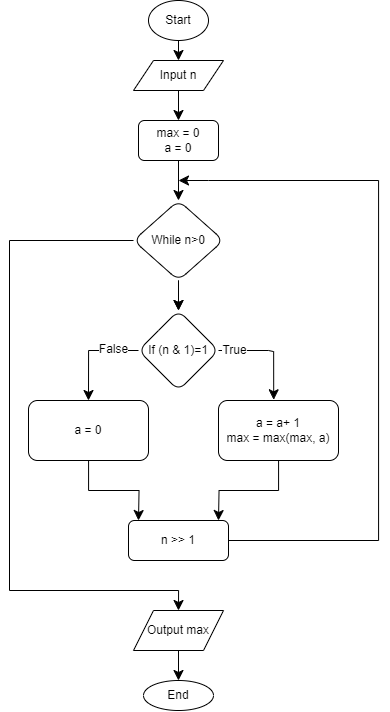 Start
Input n
max = 0
a = 0
While n>0
False
If (n & 1)=1
True
a = 0
a = a+ 1
max = max(max, a)
n >> 1
Output max
End